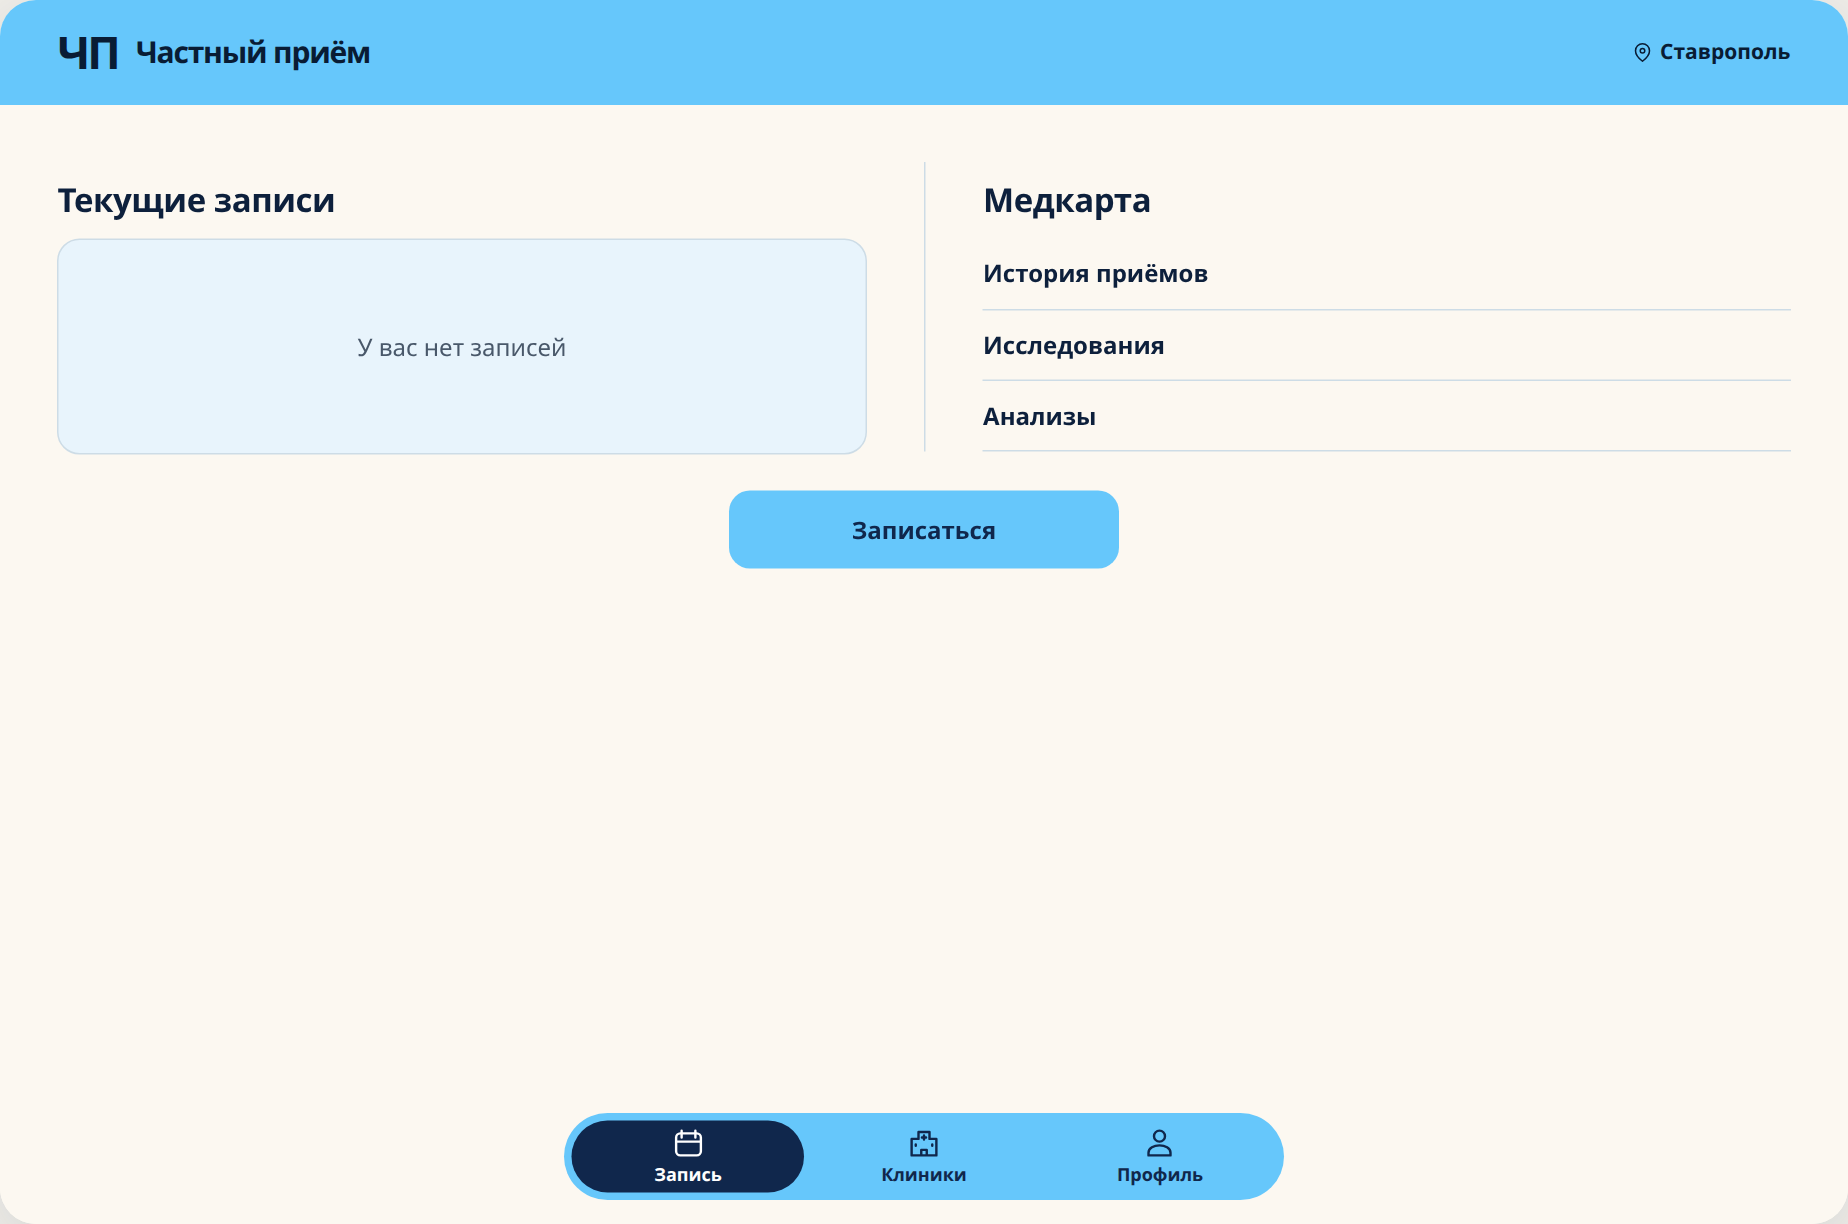 ЧП Частный приём
Ставрополь
Текущие записи
У вас нет записей
Медкарта
История приёмов
Исследования
Анализы
Записаться
Запись
Клиники
Профиль